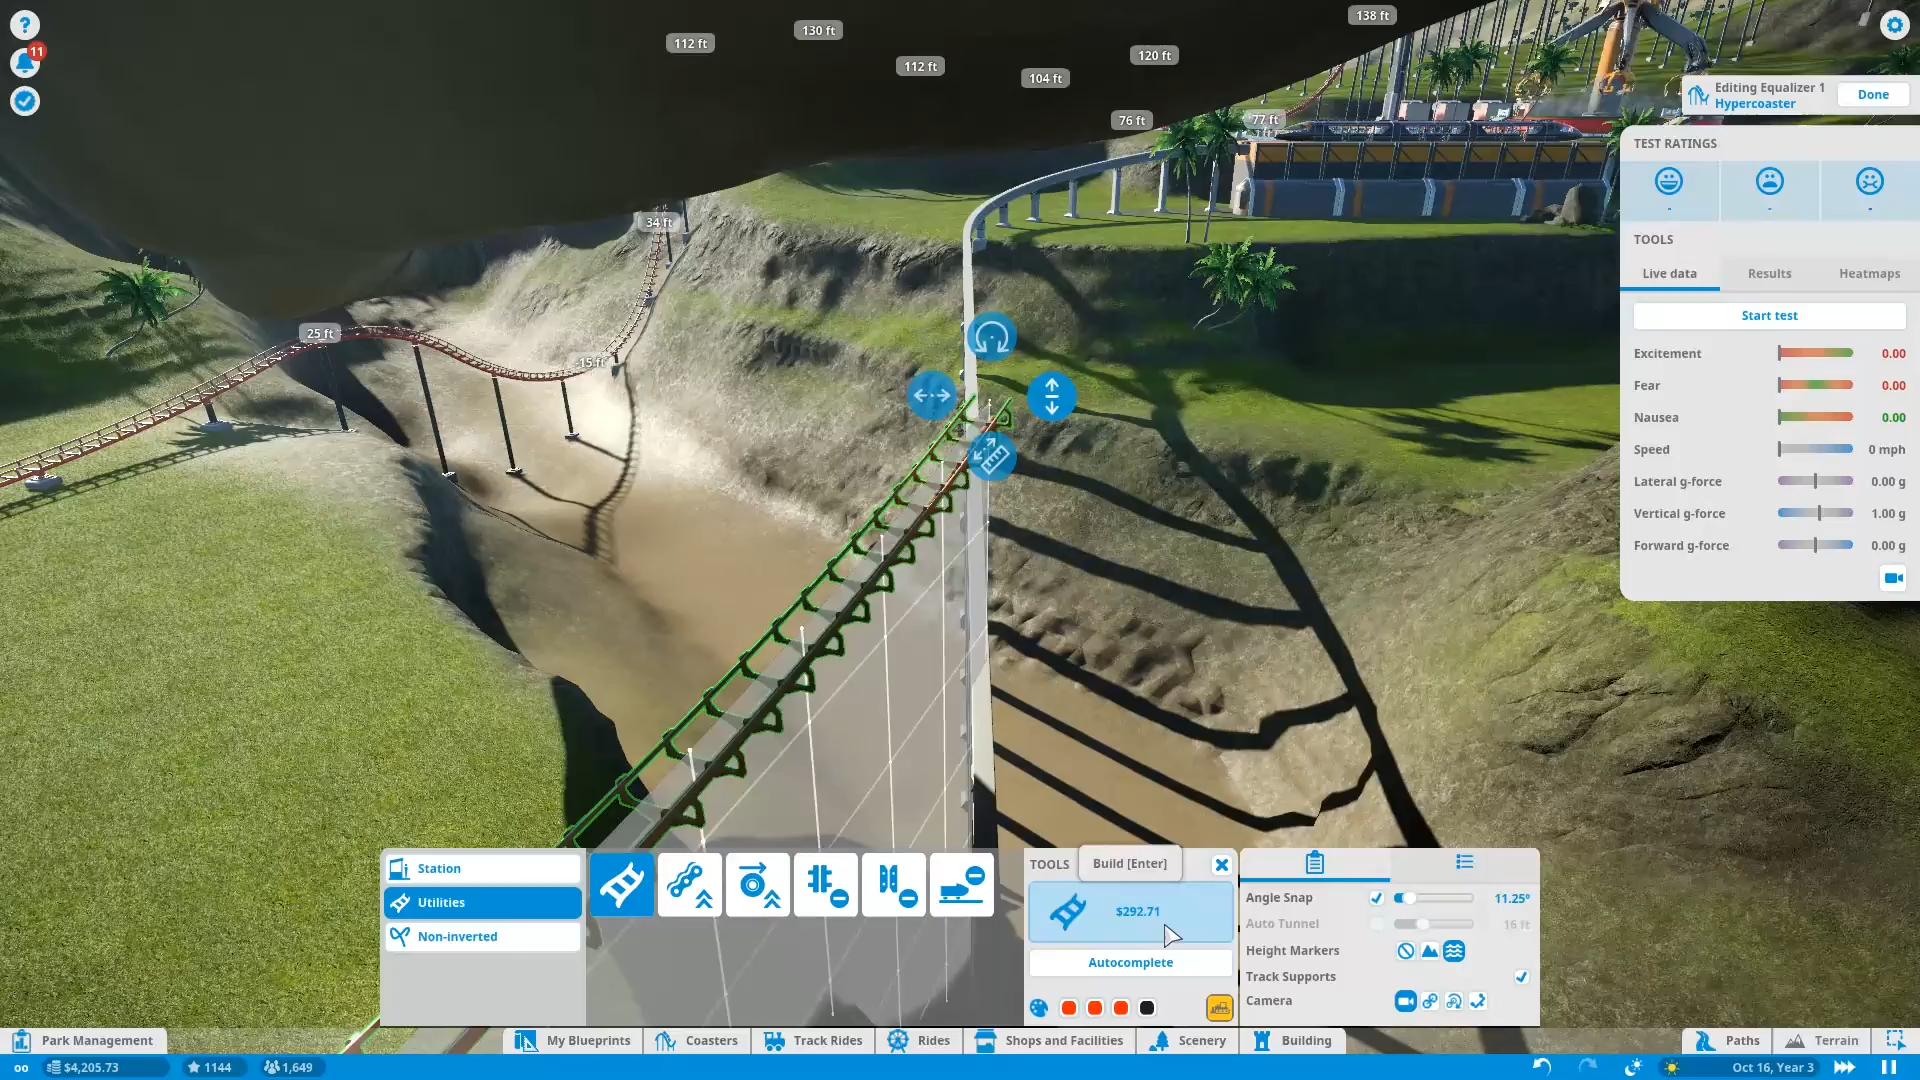 138 ft
130 ft
112 ft
120 ft
112 ft
104 ft
11
Editing Equalizer 1
Hypercoaster
Done
76 ft
77 ft
TEST RATINGS
-
-
-
34 ft
TOOLS
Live data
Results
Heatmaps
Start test
25 ft
-15 ft
Excitement
0.00
Fear
0.00
Nausea
0.00
Speed
0 mph
Lateral g-force
0.00 g
Vertical g-force
1.00 g
Forward g-force
0.00 g
Station
Utilities
Non-inverted
TOOLS
Build [Enter]
$292.71
Autocomplete
Angle Snap
11.25°
Auto Tunnel
16 ft
Height Markers
Track Supports
Camera
Park Management
My Blueprints
Coasters
Track Rides
Rides
Shops and Facilities
Scenery
Building
Paths
Terrain
$4,205.73
1144
1,649
Oct 16, Year 3